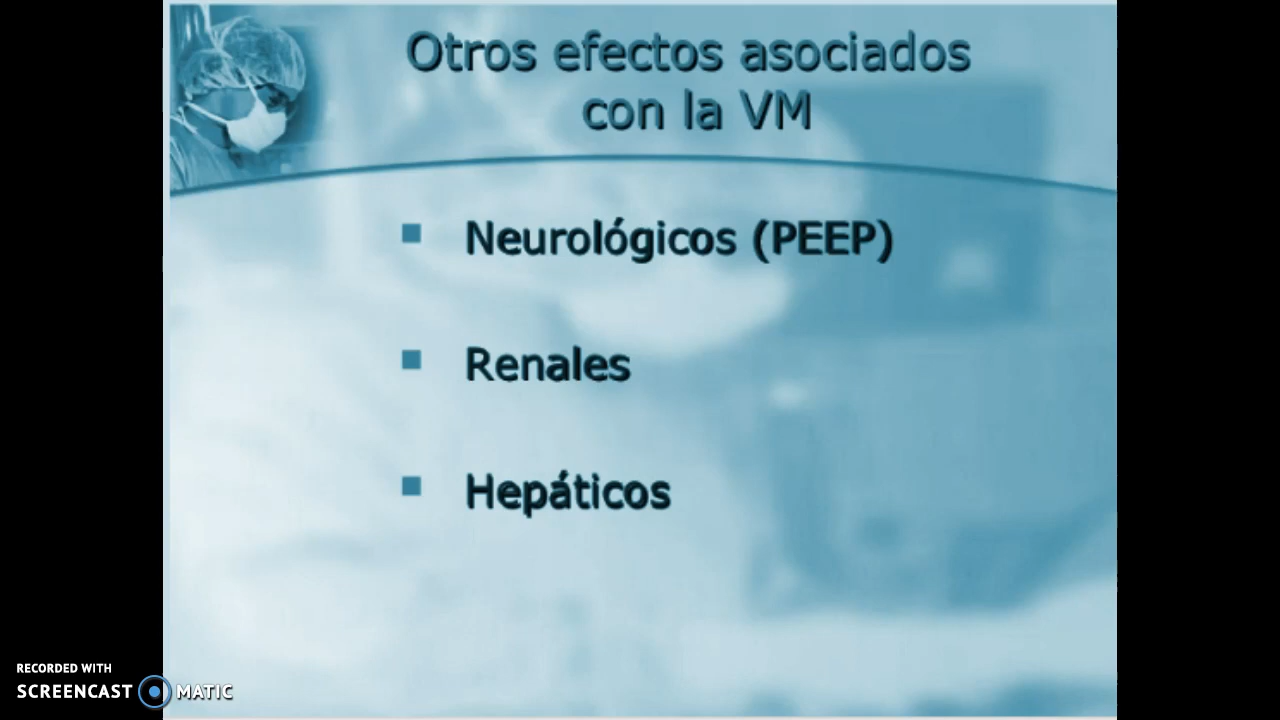 Otros efectos asociados
con la VM
Neurológicos (PEEP)
Renales
Hepáticos
RECORDED WITH
SCREENCAST MATIC